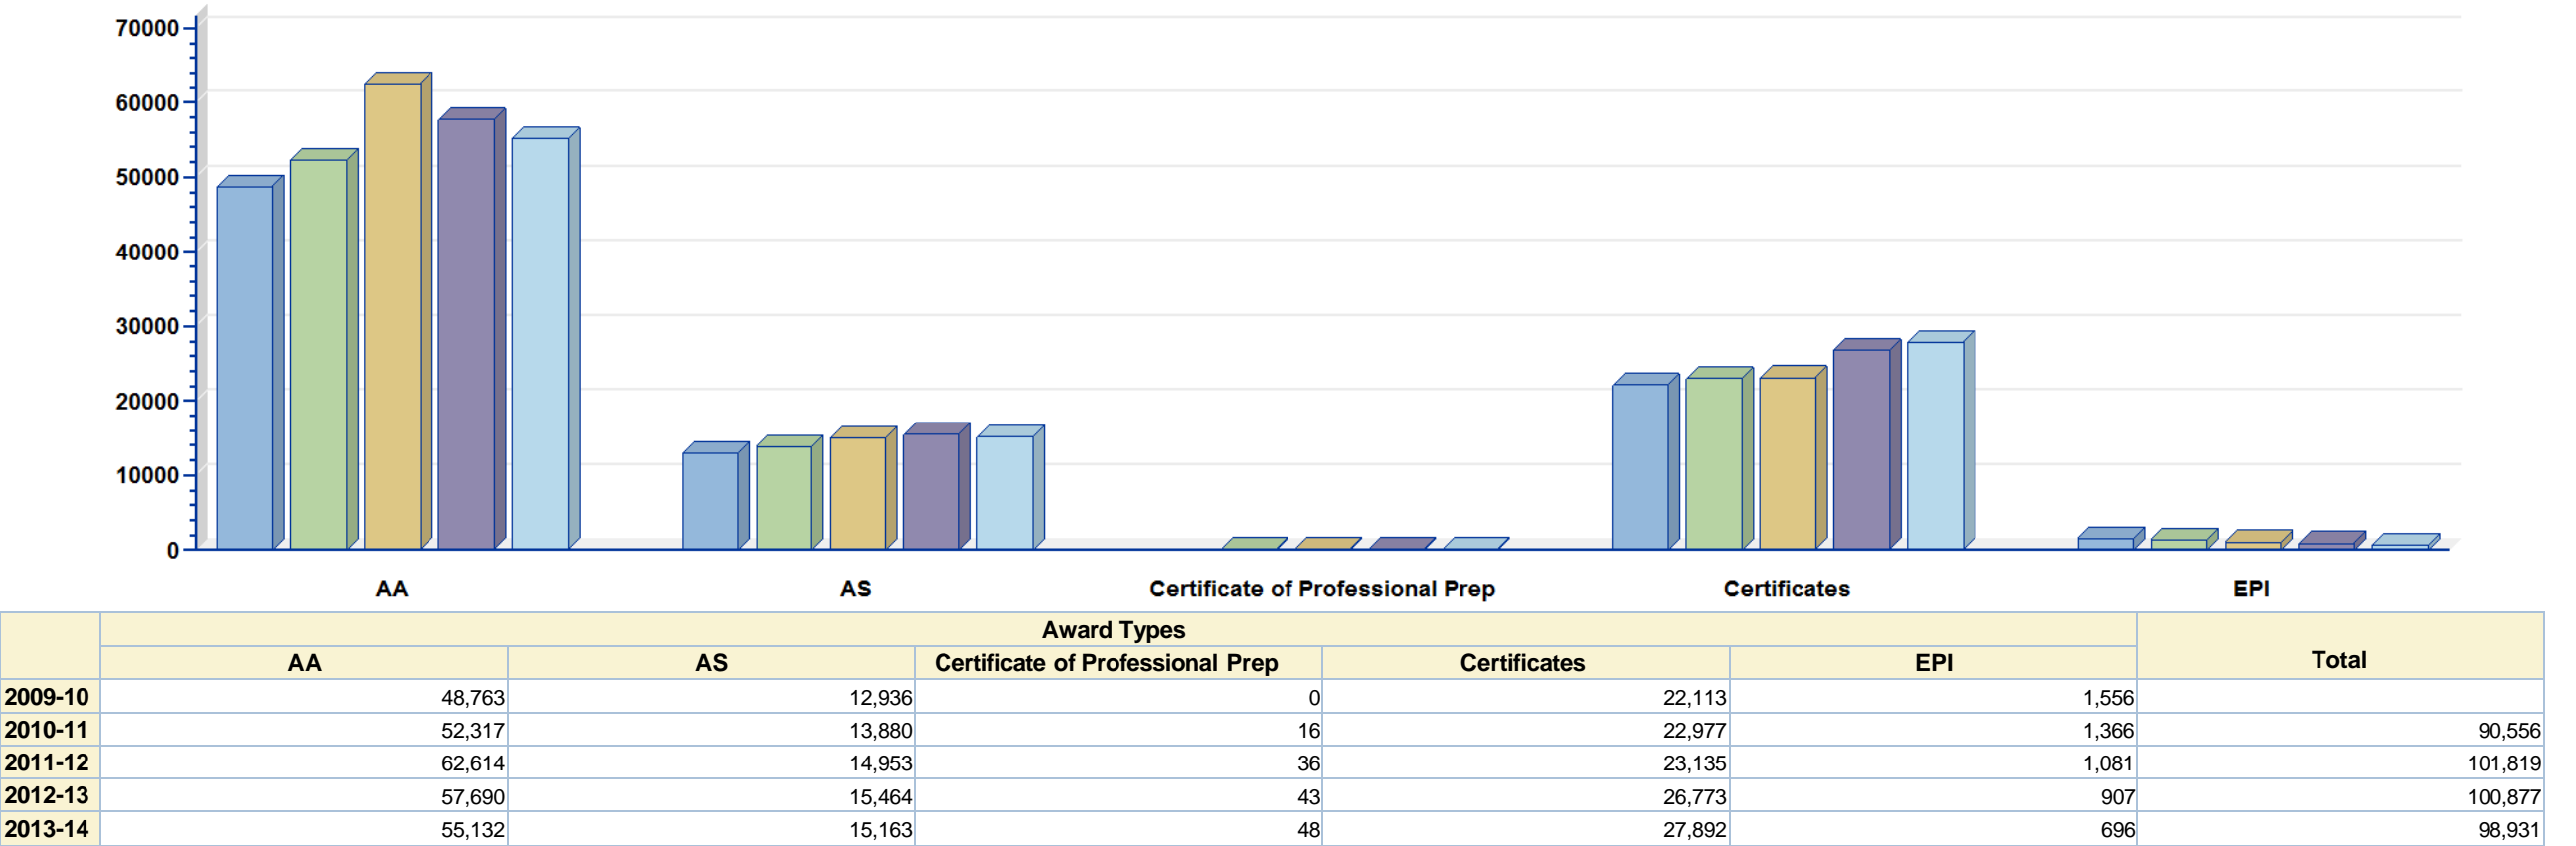 70000
60000
50000
40000
30000
20000
10000
0
AA AS Certificate of Professional Prep Certificates EPI
Award Types
AA AS Certificate of Professional Prep Certificates EPI Total
2009-10 48,763 12,936 0 22,113 1,556
2010-11 52,317 13,880 16 22,977 1,366 90,556
2011-12 62,614 14,953 36 23,135 1,081 101,819
2012-13 57,690 15,464 43 26,773 907 100,877
2013-14 55,132 15,163 48 27,892 696 98,931